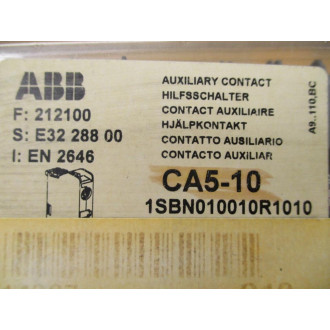 ABB
F: 212100
S: E32 288 00
I: EN 2646
AUXILIARY CONTACT
HILFSSCHALTER
CONTACT AUXILIAIRE
HJÄLPKONTAKT
CONTATTO AUSILIARIO
CONTACTO AUXILIAR
A9..110,BC
CA5-10
1SBN010010R1010